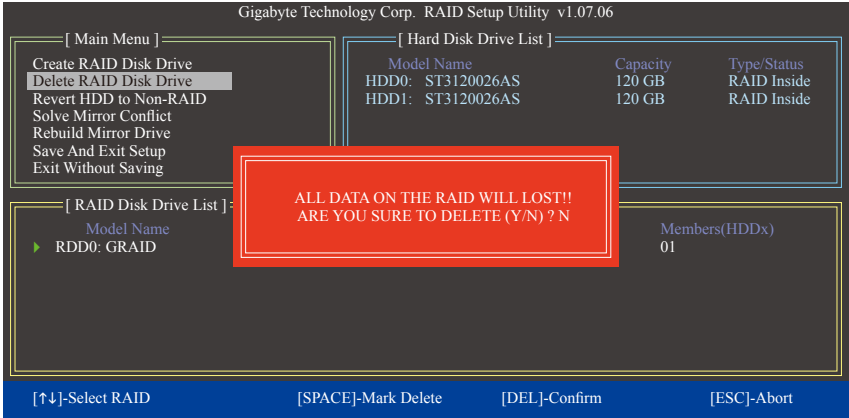 Gigabyte Technology Corp. RAID Setup Utility v1.07.06
[ Main Menu ]
Create RAID Disk Drive
Delete RAID Disk Drive
Revert HDD to Non-RAID
Solve Mirror Conflict
Rebuild Mirror Drive
Save And Exit Setup
Exit Without Saving
[ Hard Disk Drive List ]
Model Name Capacity Type/Status
HDD0: ST3120026AS 120 GB RAID Inside
HDD1: ST3120026AS 120 GB RAID Inside
ALL DATA ON THE RAID WILL LOST!!
ARE YOU SURE TO DELETE (Y/N) ? N
[ RAID Disk Drive List ]
Model Name Members(HDDx)
RDD0: GRAID 01
[↑↓]-Select RAID [SPACE]-Mark Delete [DEL]-Confirm [ESC]-Abort